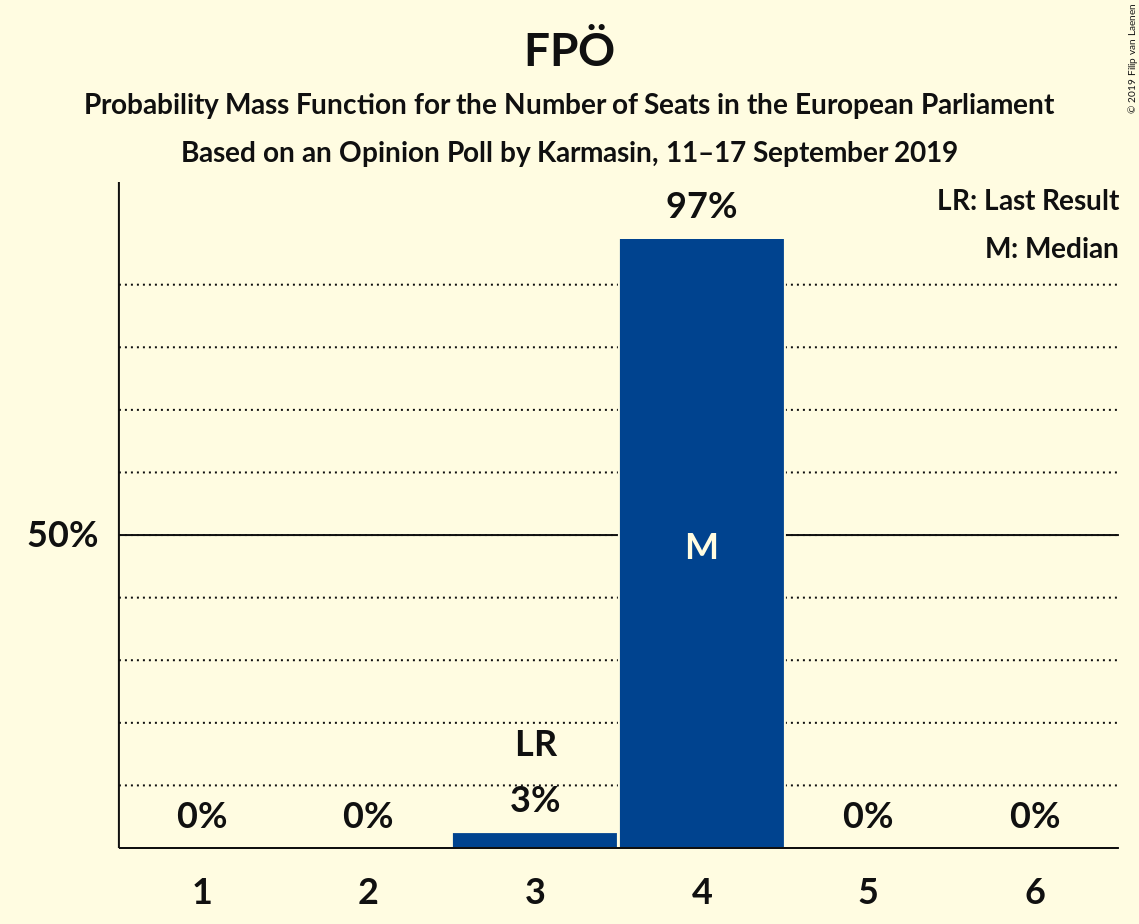 FPÖ
Probability Mass Function for the Number of Seats in the European Parliament
Based on an Opinion Poll by Karmasin, 11–17 September 2019
© 2019 Filip van Laenen
LR: Last Result
M: Median
97%
50%
M
LR
3%
0%
0%
0%
0%
1
2
3
4
5
6